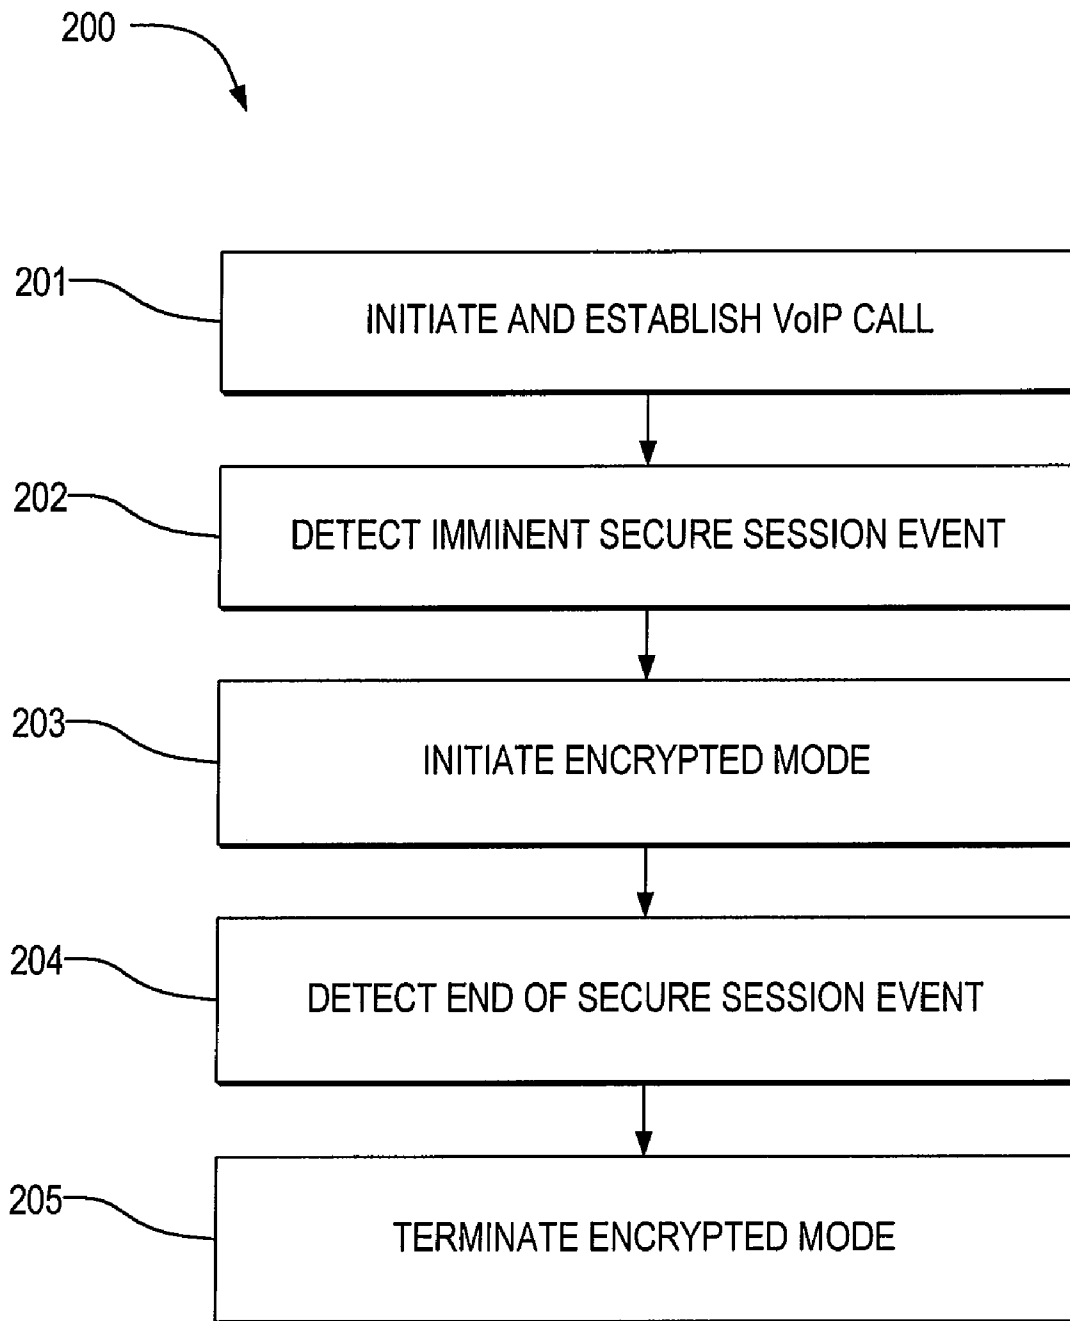 200
201
INITIATE AND ESTABLISH VoIP CALL
202
DETECT IMMINENT SECURE SESSION EVENT
203
INITIATE ENCRYPTED MODE
204
DETECT END OF SECURE SESSION EVENT
205
TERMINATE ENCRYPTED MODE